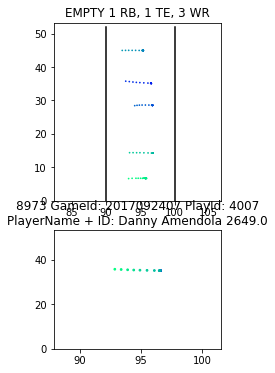 EMPTY 1 RB, 1 TE, 3 WR
50
40
30
20
10
0
85 90 95 100 105
8973 GameId: 2017092407 PlayId: 4007
PlayerName + ID: Danny Amendola 2649.0
40
20
0
90 95 100